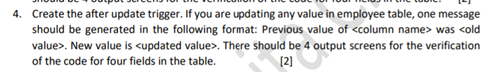 4. Create the after update trigger. If you are updating any value in employee table, one message
should be generated in the following format: Previous value of <column name> was <old
value>. New value is <updated value>. There should be 4 output screens for the verification
of the code for four fields in the table. [2]